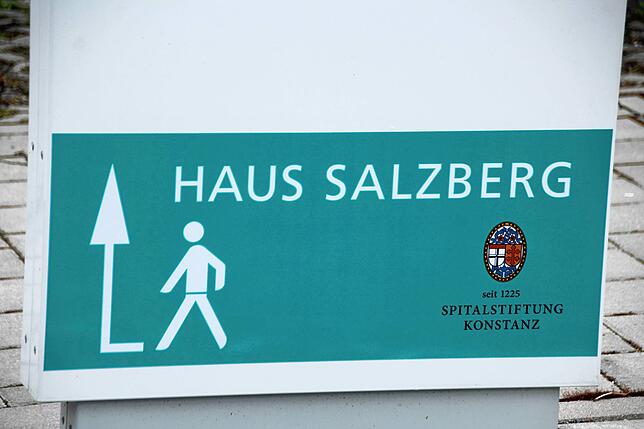 HAUS SALZBERG
seit 1225
SPITALSTIFTUNG
KONSTANZ